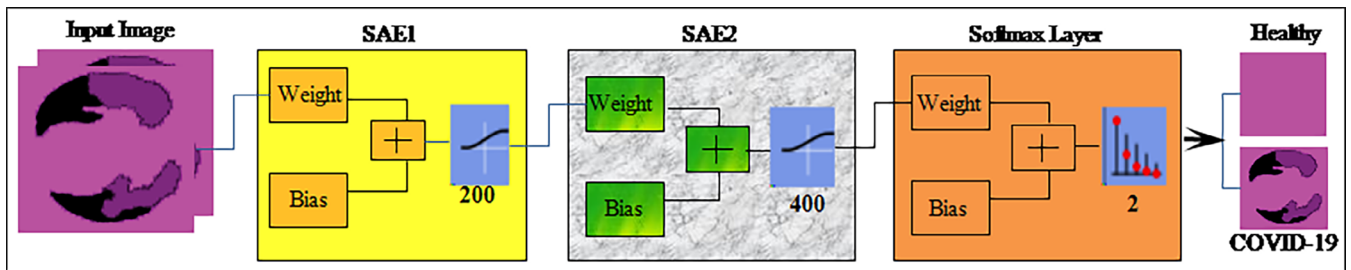 Input Image
SAE1
SAE2
Softmax Layer
Healthy
Weight
Bias
200
Weight
Bias
400
Weight
Bias
2
COVID-19